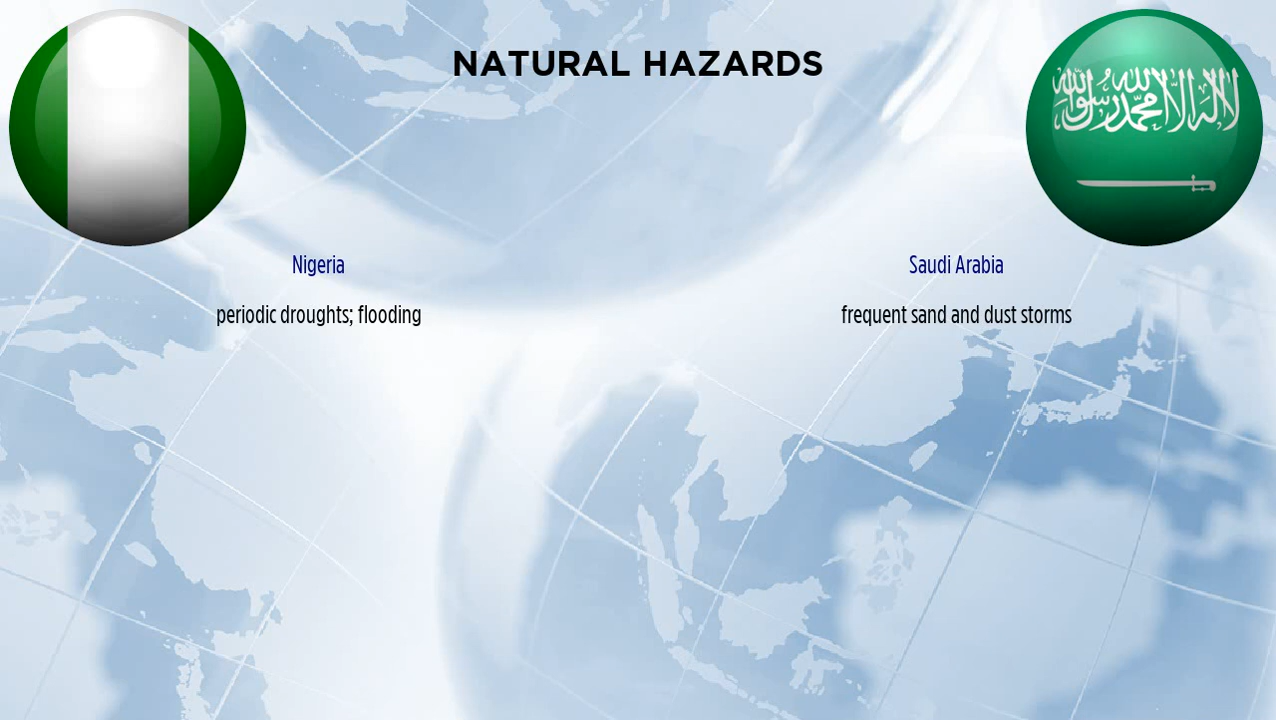 NATURAL HAZARDS
لا إله إلا الله محمد رسول الله
Nigeria
Saudi Arabia
periodic droughts; flooding
frequent sand and dust storms